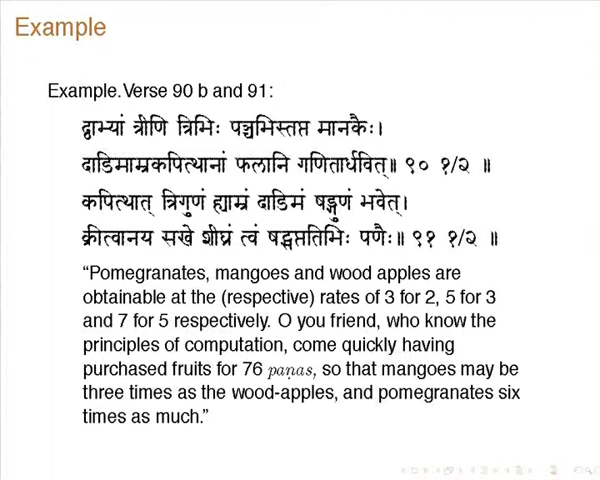 Example
Example.Verse 90 b and 91:
द्वाभ्यां त्रीणि त्रिभिः पञ्चभिस्तप्त मानकैः।
दाडिमाम्रकपित्थानां फलानि गणितार्धवित्॥ ९० १/२ ॥
कपित्थात् त्रिगुणं ह्याम्रं दाडिमं षड्गुणं भवेत्।
क्रीत्वानय सखे शीघ्रं त्वं षट्सप्ततिभिः पणैः॥ ९१ १/२ ॥
“Pomegranates, mangoes and wood apples are
obtainable at the (respective) rates of 3 for 2, 5 for 3
and 7 for 5 respectively. O you friend, who know the
principles of computation, come quickly having
purchased fruits for 76 paṇas, so that mangoes may be
three times as the wood-apples, and pomegranates six
times as much.”